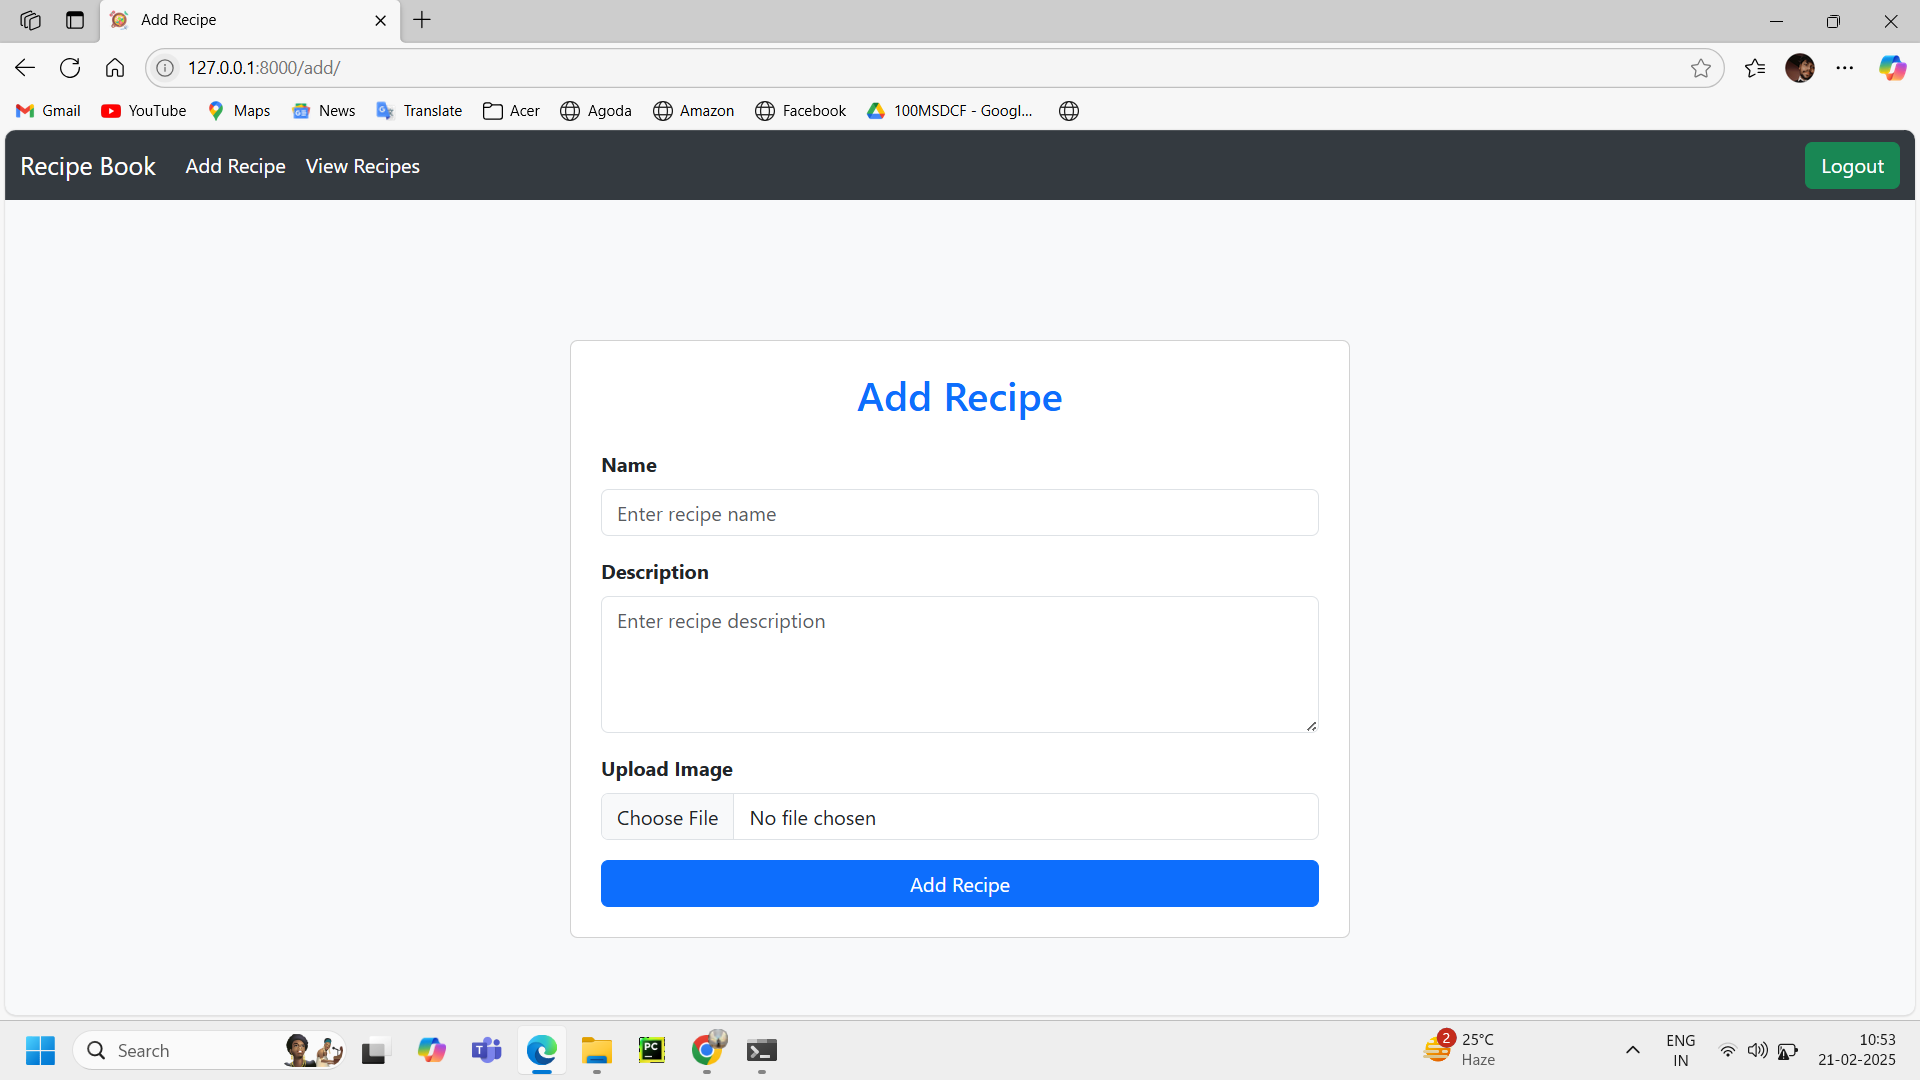 Add Recipe
127.0.0.1:8000/add/
Gmail YouTube Maps News Translate Acer Agoda Amazon Facebook 100MSDCF - Googl...
Recipe Book Add Recipe View Recipes Logout
Add Recipe
Name
Enter recipe name
Description
Enter recipe description
Upload Image
Choose File No file chosen
Add Recipe
Search
PC
2
25°C
Haze
ENG
IN
10:53
21-02-2025